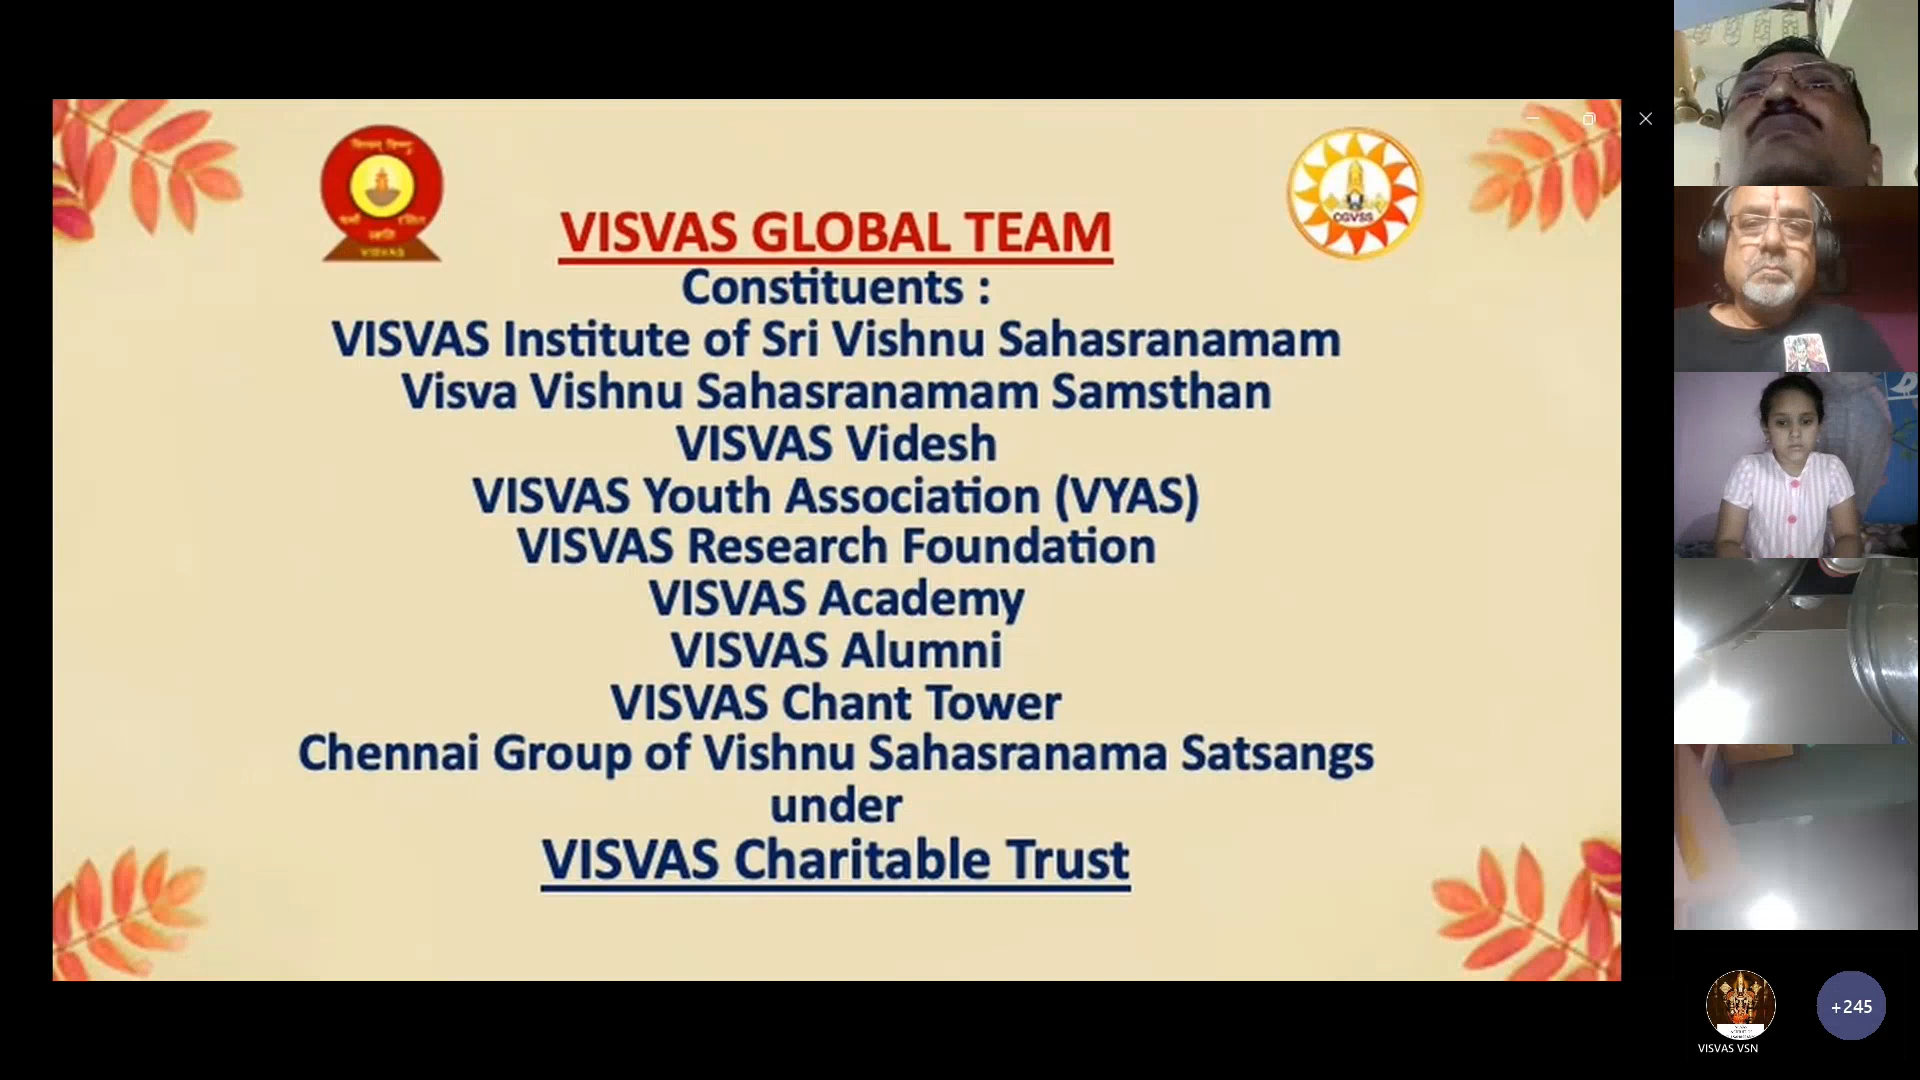 VISVAS GLOBAL TEAM
Constituents :
VISVAS Institute of Sri Vishnu Sahasranamam
Visva Vishnu Sahasranamam Samsthan
VISVAS Videsh
VISVAS Youth Association (VYAS)
VISVAS Research Foundation
VISVAS Academy
VISVAS Alumni
VISVAS Chant Tower
Chennai Group of Vishnu Sahasranama Satsangs
under
VISVAS Charitable Trust
VISVAS
CGVSS
+245
VISVAS VSN